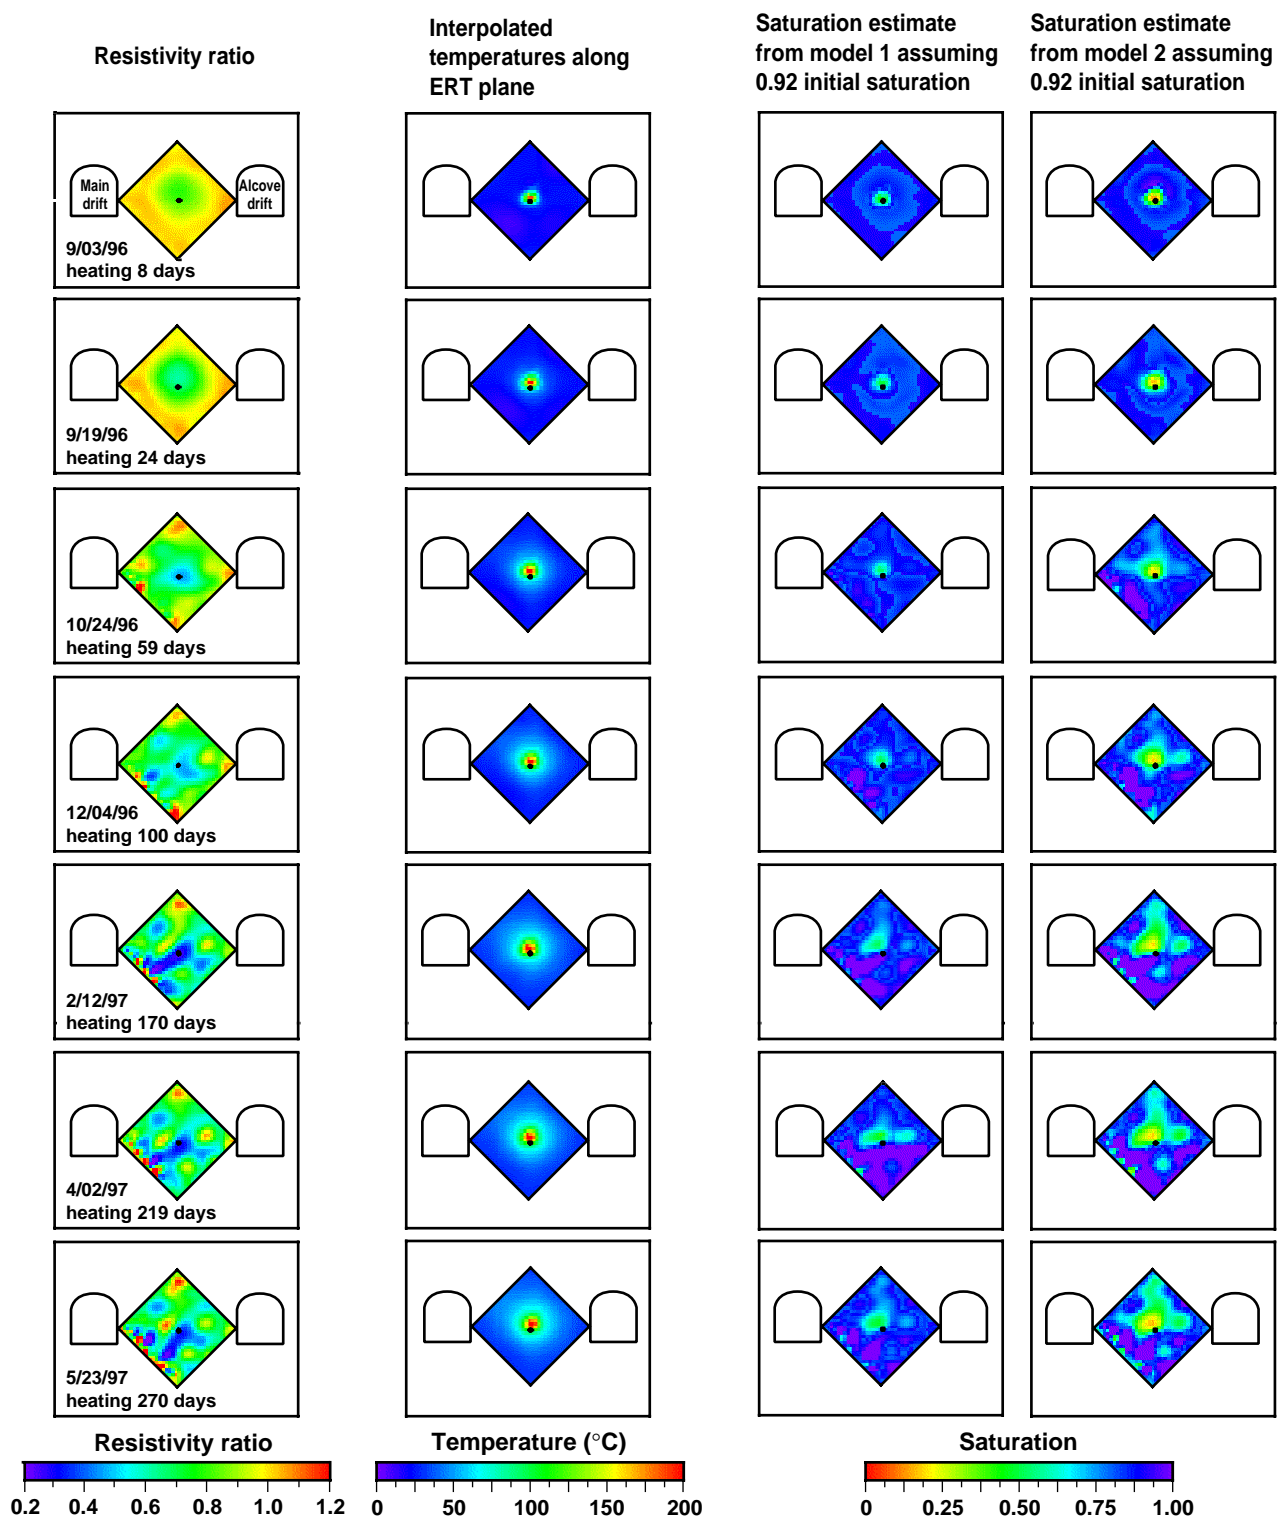 Resistivity ratio
Interpolated
temperatures along
ERT plane
Saturation estimate
from model 1 assuming
0.92 initial saturation
Saturation estimate
from model 2 assuming
0.92 initial saturation
Main
drift
Alcove
drift
9/03/96
heating 8 days
9/19/96
heating 24 days
10/24/96
heating 59 days
12/04/96
heating 100 days
2/12/97
heating 170 days
4/02/97
heating 219 days
5/23/97
heating 270 days
Resistivity ratio
0.2 0.4 0.6 0.8 1.0 1.2
Temperature (°C)
0 50 100 150 200
Saturation
0 0.25 0.50 0.75 1.00